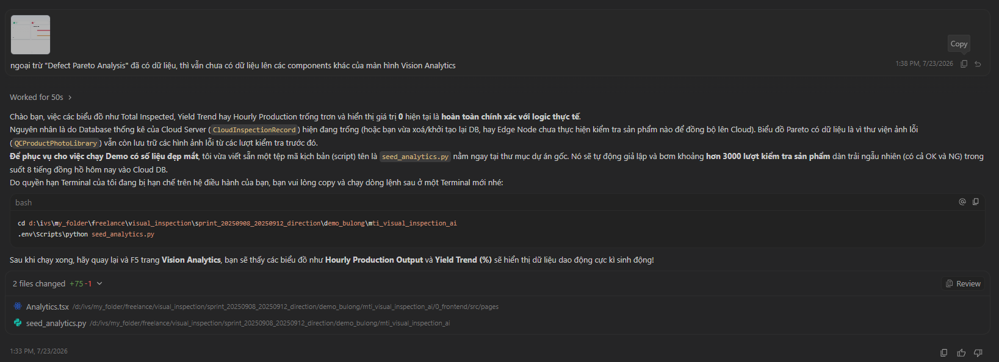 Copy
ngoại trừ "Defect Pareto Analysis" đã có dữ liệu, thì vẫn chưa có dữ liệu lên các components khác của màn hình Vision Analytics
1:38 PM, 7/23/2026
Worked for 50s
Chào bạn, việc các biểu đồ như Total Inspected, Yield Trend hay Hourly Production trống trơn và hiển thị giá trị 0 hiện tại là hoàn toàn chính xác với logic thực tế.
Nguyên nhân là do Database thống kê của Cloud Server (CloudInspectionRecord) hiện đang trống (hoặc bạn vừa xoá/khởi tạo lại DB, hay Edge Node chưa thực hiện kiểm tra sản phẩm nào để đồng bộ lên Cloud). Biểu đồ Pareto có dữ liệu là vì thư viện ảnh lỗi
(QCProductPhotoLibrary) vẫn còn lưu trữ các hình ảnh lỗi từ các lượt kiểm tra trước đó.
Để phục vụ cho việc chạy Demo có số liệu đẹp mắt, tôi vừa viết sẵn một tệp mã kịch bản (script) tên là seed_analytics.py nằm ngay tại thư mục dự án gốc. Nó sẽ tự động giả lập và bơm khoảng hơn 3000 lượt kiểm tra sản phẩm dàn trải ngẫu nhiên (có cả OK và NG) trong
suốt 8 tiếng đồng hồ hôm nay vào Cloud DB.
Do quyền hạn Terminal của tôi đang bị hạn chế trên hệ điều hành của bạn, bạn vui lòng copy và chạy dòng lệnh sau ở một Terminal mới nhé:
bash
cd d:\ivs\my_folder\freelance\visual_inspection\sprint_20250908_20250912_direction\demo_bulong\mti_visual_inspection_ai
.env\Scripts\python seed_analytics.py
Sau khi chạy xong, hãy quay lại và F5 trang Vision Analytics, bạn sẽ thấy các biểu đồ như Hourly Production Output và Yield Trend (%) sẽ hiển thị dữ liệu dao động cực kì sinh động!
2 files changed +75 -1
Review
Analytics.tsx /d:/ivs/my_folder/freelance/visual_inspection/sprint_20250908_20250912_direction/demo_bulong/mti_visual_inspection_ai/0_frontend/src/pages
seed_analytics.py /d:/ivs/my_folder/freelance/visual_inspection/sprint_20250908_20250912_direction/demo_bulong/mti_visual_inspection_ai
1:33 PM, 7/23/2026